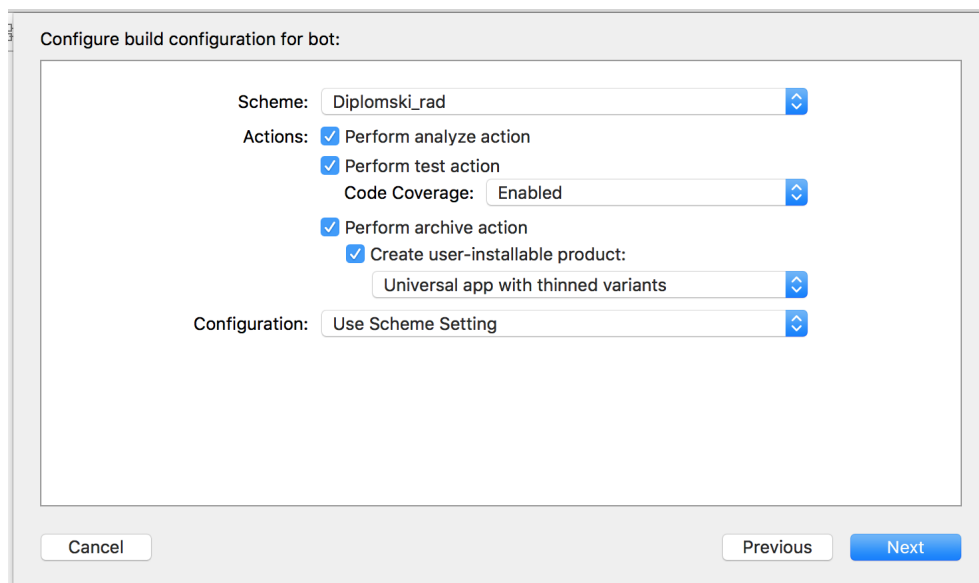 Configure build configuration for bot:
Scheme: Diplomski_rad
Actions: Perform analyze action
Perform test action
Code Coverage: Enabled
Perform archive action
Create user-installable product:
Universal app with thinned variants
Configuration: Use Scheme Setting
Cancel Previous Next